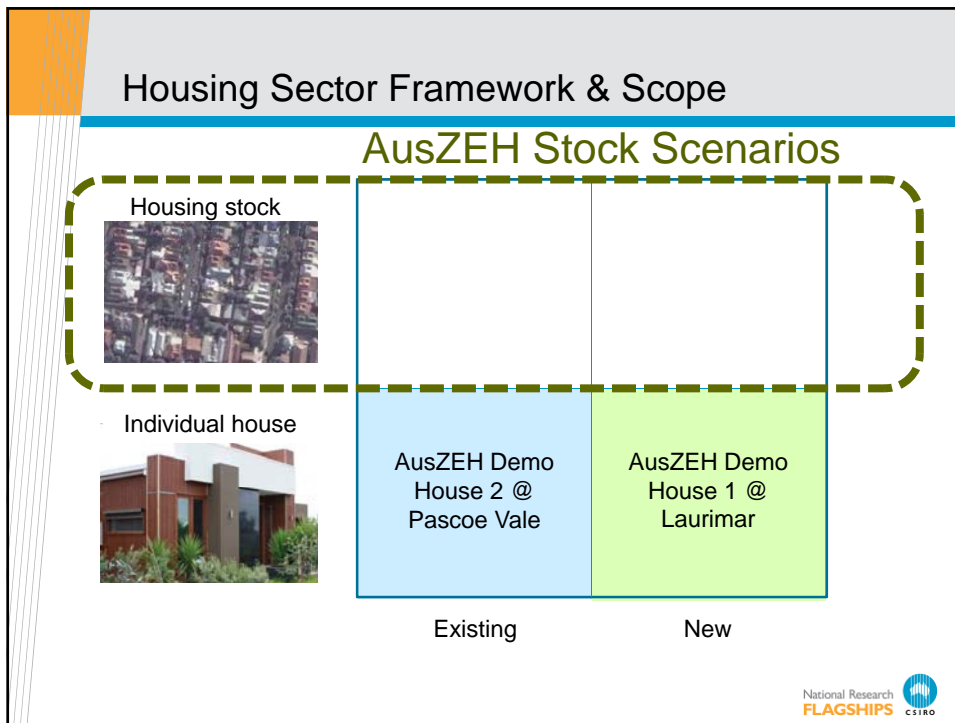 Housing Sector Framework & Scope
AusZEH Stock Scenarios
Housing stock
Individual house
AusZEH Demo
House 2 @
Pascoe Vale
AusZEH Demo
House 1 @
Laurimar
Existing
New
National Research
FLAGSHIPS
CSIRO